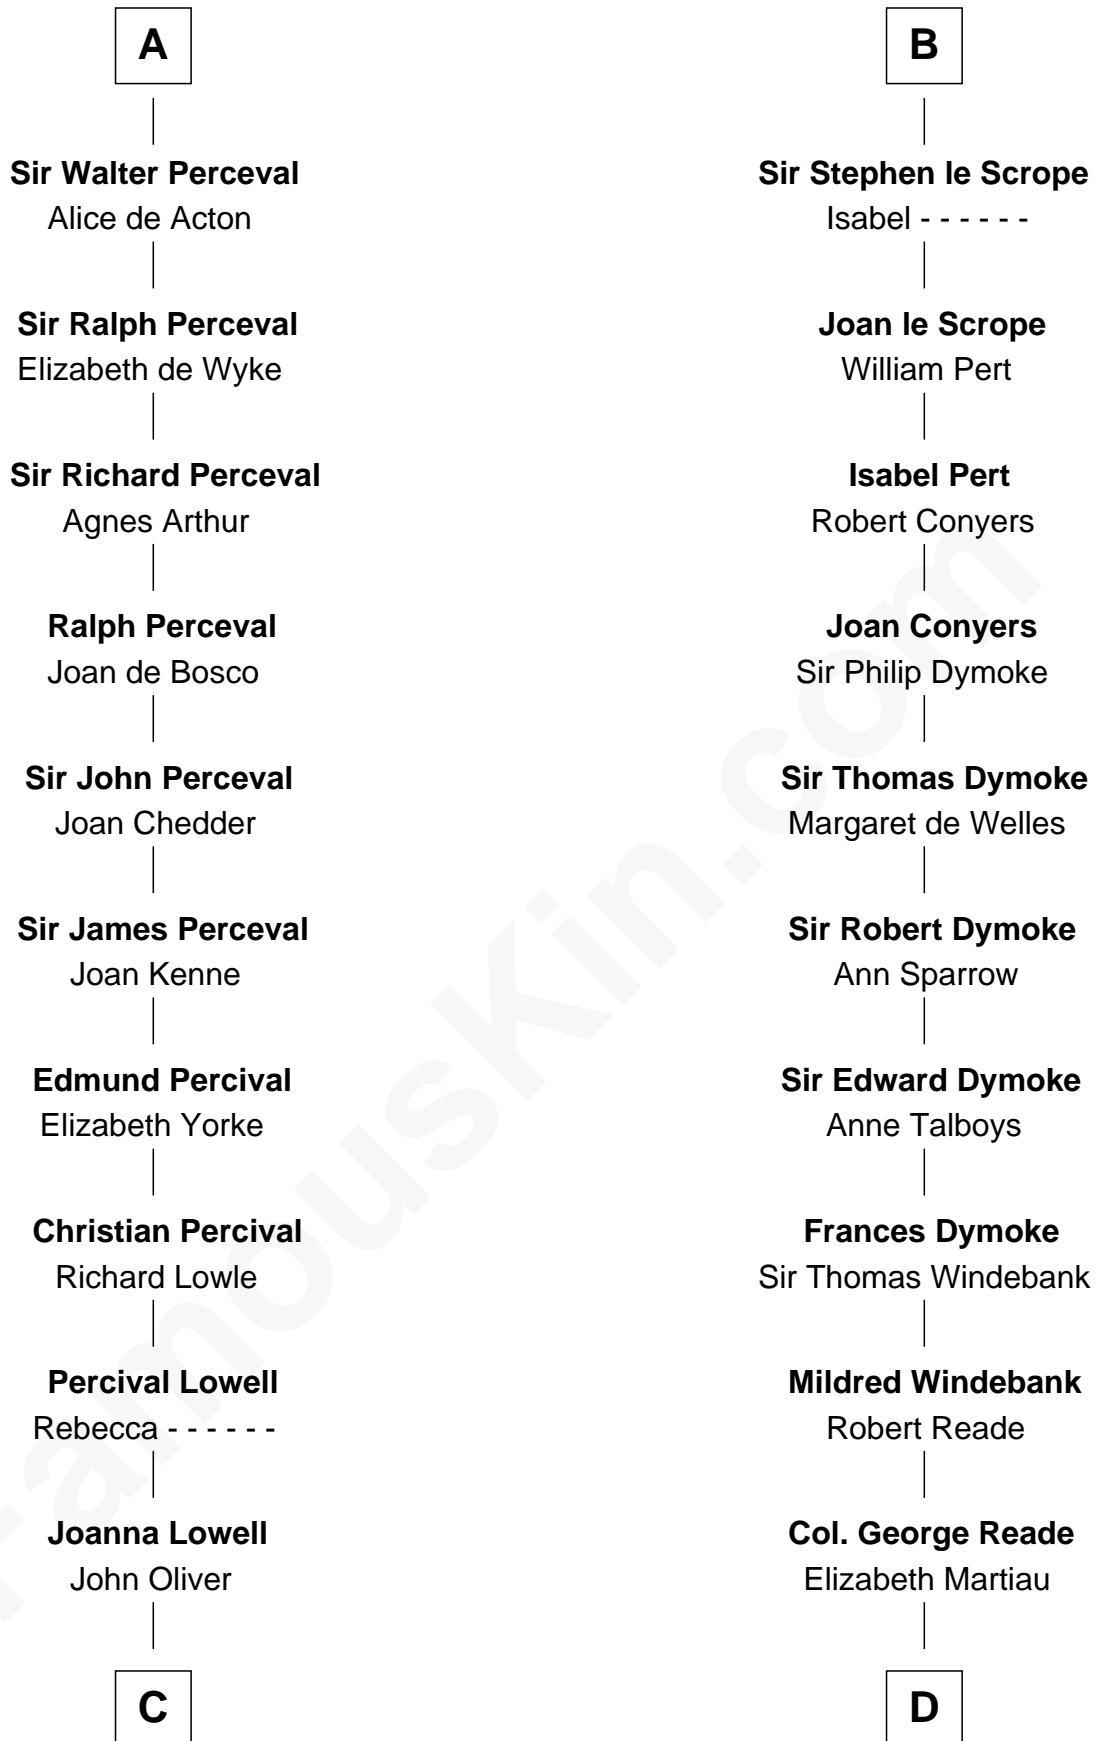 A
Sir Walter Perceval
Alice de Acton
Sir Ralph Perceval
Elizabeth de Wyke
Sir Richard Perceval
Agnes Arthur
Ralph Perceval
Joan de Bosco
Sir John Perceval
Joan Chedder
Sir James Perceval
Joan Kenne
Edmund Percival
Elizabeth Yorke
Christian Percival
Richard Lowle
Percival Lowell
Rebecca - - - - - -
Joanna Lowell
John Oliver
C
B
Sir Stephen le Scrope
Isabel - - - - - -
Joan le Scrope
William Pert
Isabel Pert
Robert Conyers
Joan Conyers
Sir Philip Dymoke
Sir Thomas Dymoke
Margaret de Welles
Sir Robert Dymoke
Ann Sparrow
Sir Edward Dymoke
Anne Talboys
Frances Dymoke
Sir Thomas Windebank
Mildred Windebank
Robert Reade
Col. George Reade
Elizabeth Martiau
D
FamousKin.com